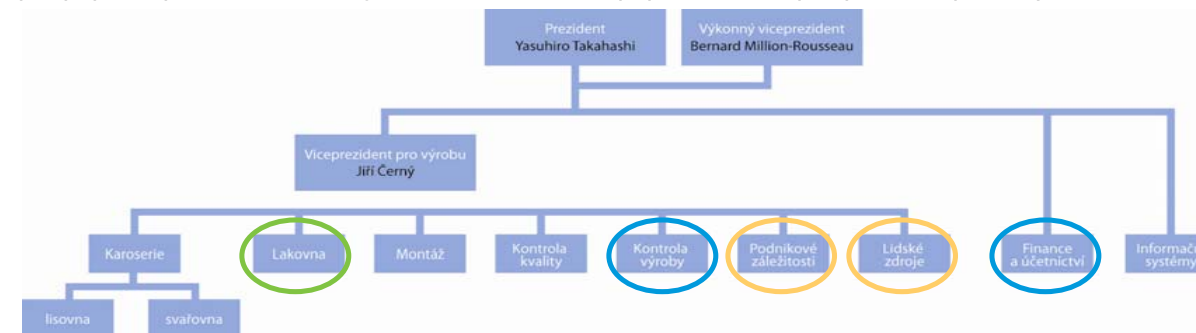 Prezident
Yasuhiro Takahashi
Výkonný viceprezident
Bernard Million-Rousseau
Viceprezident pro výrobu
Jiří Černý
Karoserie
Lakovna
Montáž
Kontrola
kvality
Kontrola
výroby
Podnikové
záležitosti
Lidské
zdroje
Finance
a účetnictví
systémy
lisovna
svařovna